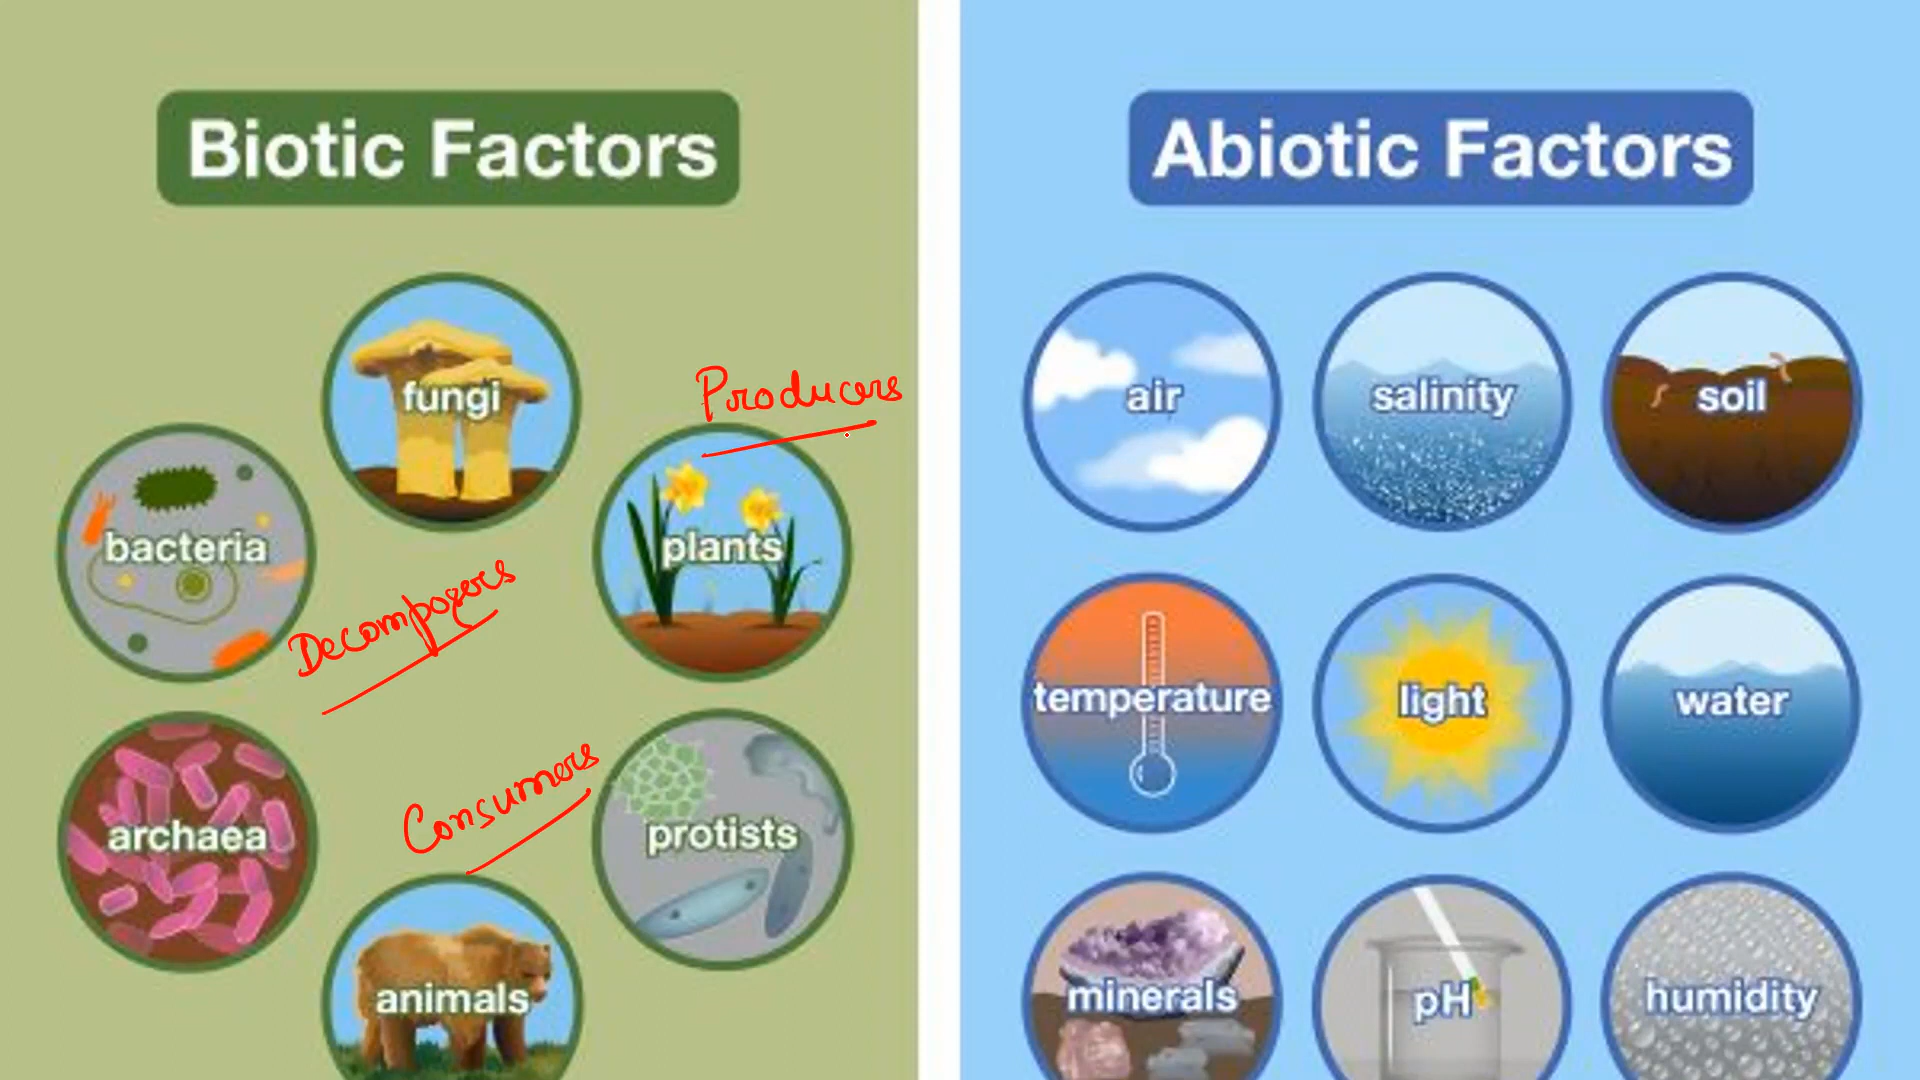 Biotic Factors
fungi
Producers
bacteria
plants
Decomposers
Consumers
archaea
protists
animals
Abiotic Factors
air
salinity
soil
temperature
light
water
minerals
pH
humidity